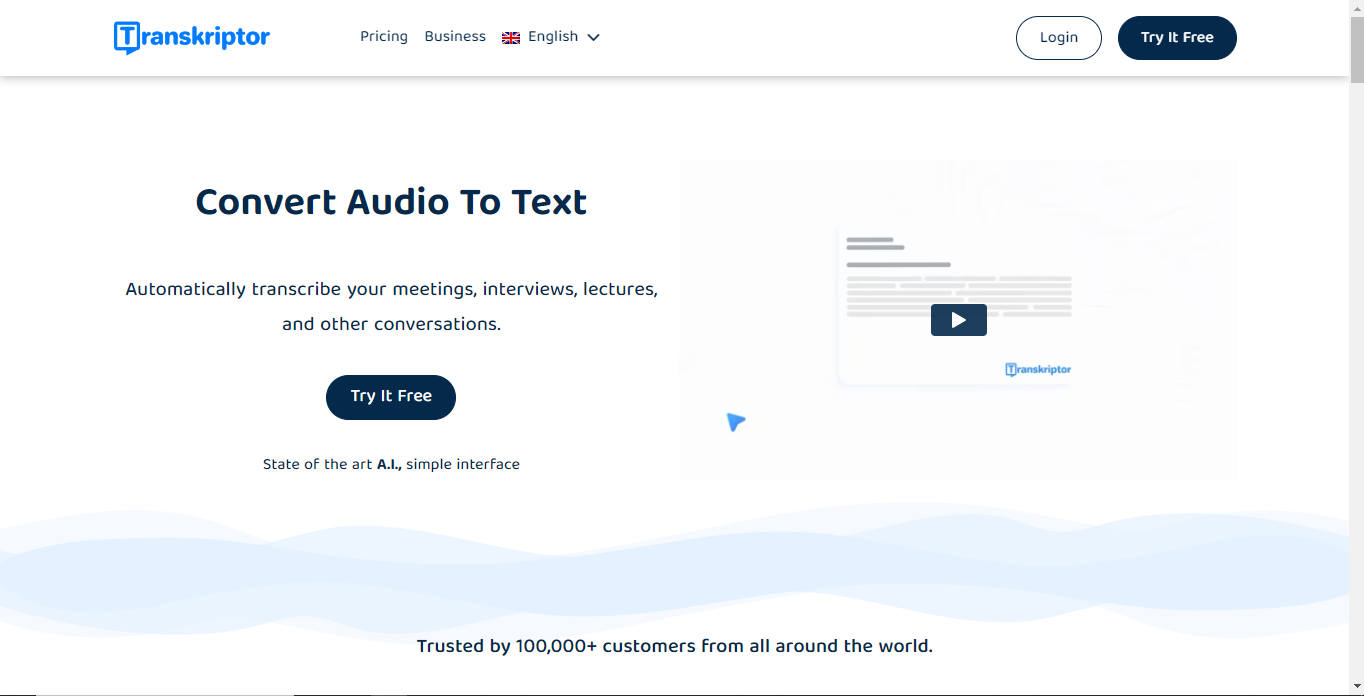 Transkriptor
Pricing
Business
English
Login
Try It Free
Convert Audio To Text
Automatically transcribe your meetings, interviews, lectures,
and other conversations.
Try It Free
State of the art A.I., simple interface
Transkriptor
Trusted by 100,000+ customers from all around the world.